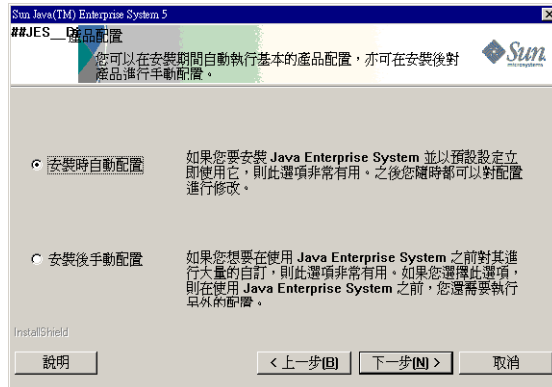 Sun Java(TM) Enterprise System 5
##JES__D產品配置
您可以在安裝期間自動執行基本的產品配置，亦可在安裝後對
產品進行手動配置。
Sun
microsystems
安裝時自動配置
如果您要安裝 Java Enterprise System 並以預設設定立
即使用它，則此選項非常有用。之後您隨時都可以對配置
進行修改。
安裝後手動配置
如果您想要在使用 Java Enterprise System 之前對其進
行大量的自訂，則此選項非常有用。如果您選擇此選項，
則在使用 Java Enterprise System 之前，您還需要執行
另外的配置。
InstallShield
說明
< 上一步(B)
下一步(N) >
取消